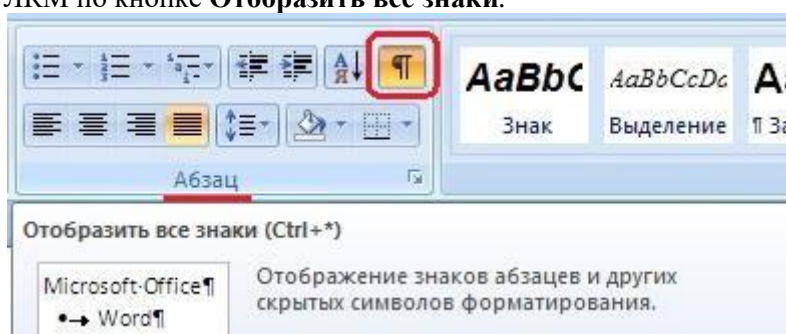 ЛКМ по кнопке Отобразить все знаки.
А Я ¶
AaBbC AaBbCcDc A
Знак Выделение ¶ За
Абзац
Отобразить все знаки (Ctrl+*)
Microsoft·Office¶ Отображение знаков абзацев и других
•→ Word¶ скрытых символов форматирования.